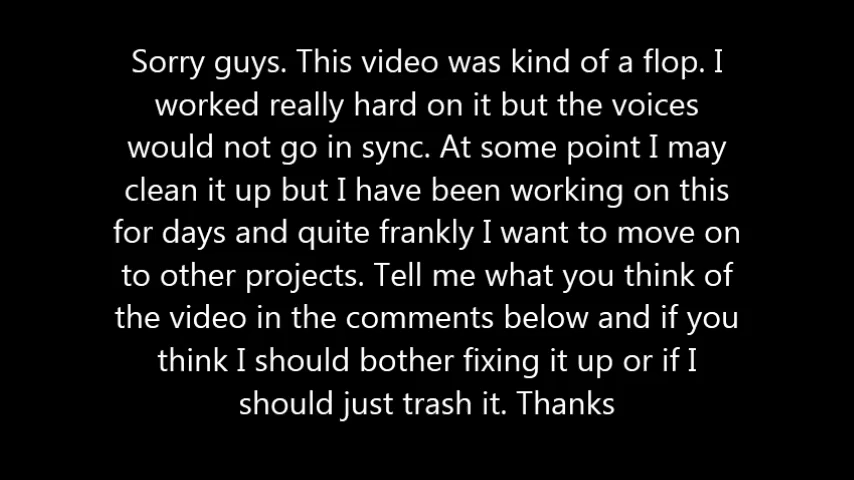 Sorry guys. This video was kind of a flop. I
worked really hard on it but the voices
would not go in sync. At some point I may
clean it up but I have been working on this
for days and quite frankly I want to move on
to other projects. Tell me what you think of
the video in the comments below and if you
think I should bother fixing it up or if I
should just trash it. Thanks